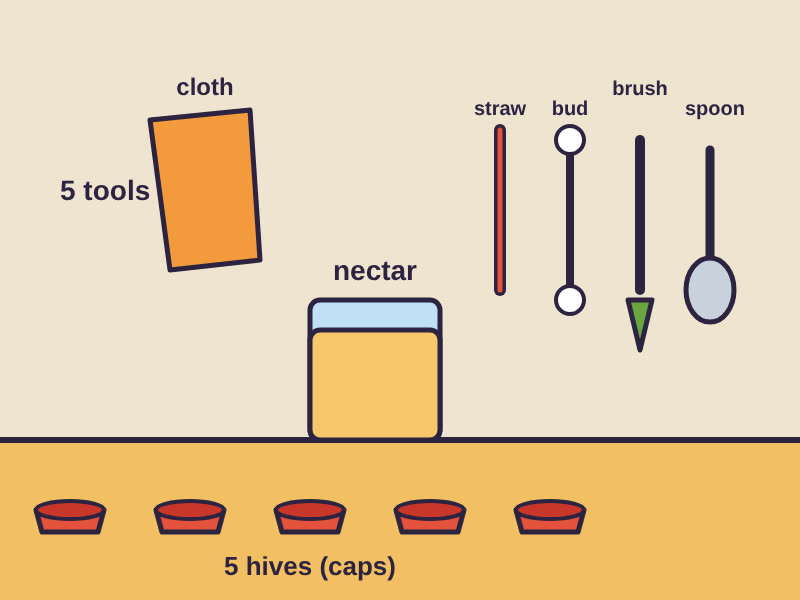 cloth
brush
straw
bud
spoon
5 tools
nectar
5 hives (caps)